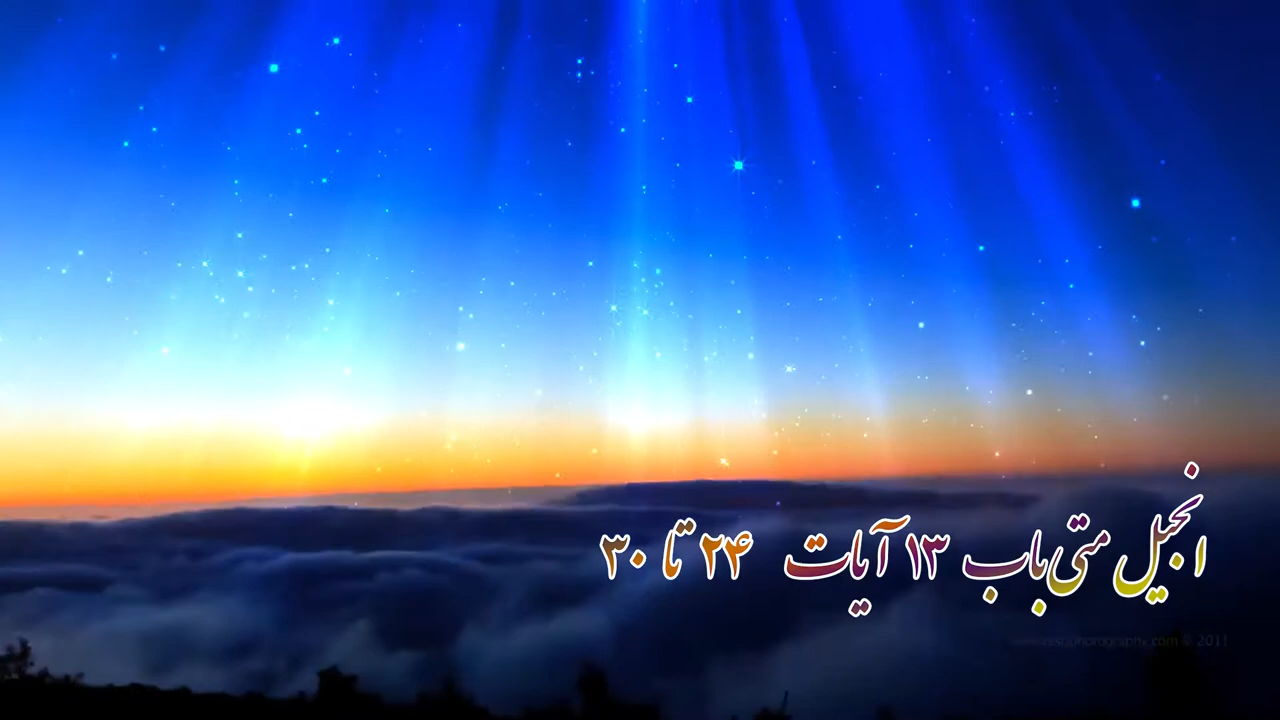 انجیل متی باب ۱۳ آیات ۲۴ تا ۳۰